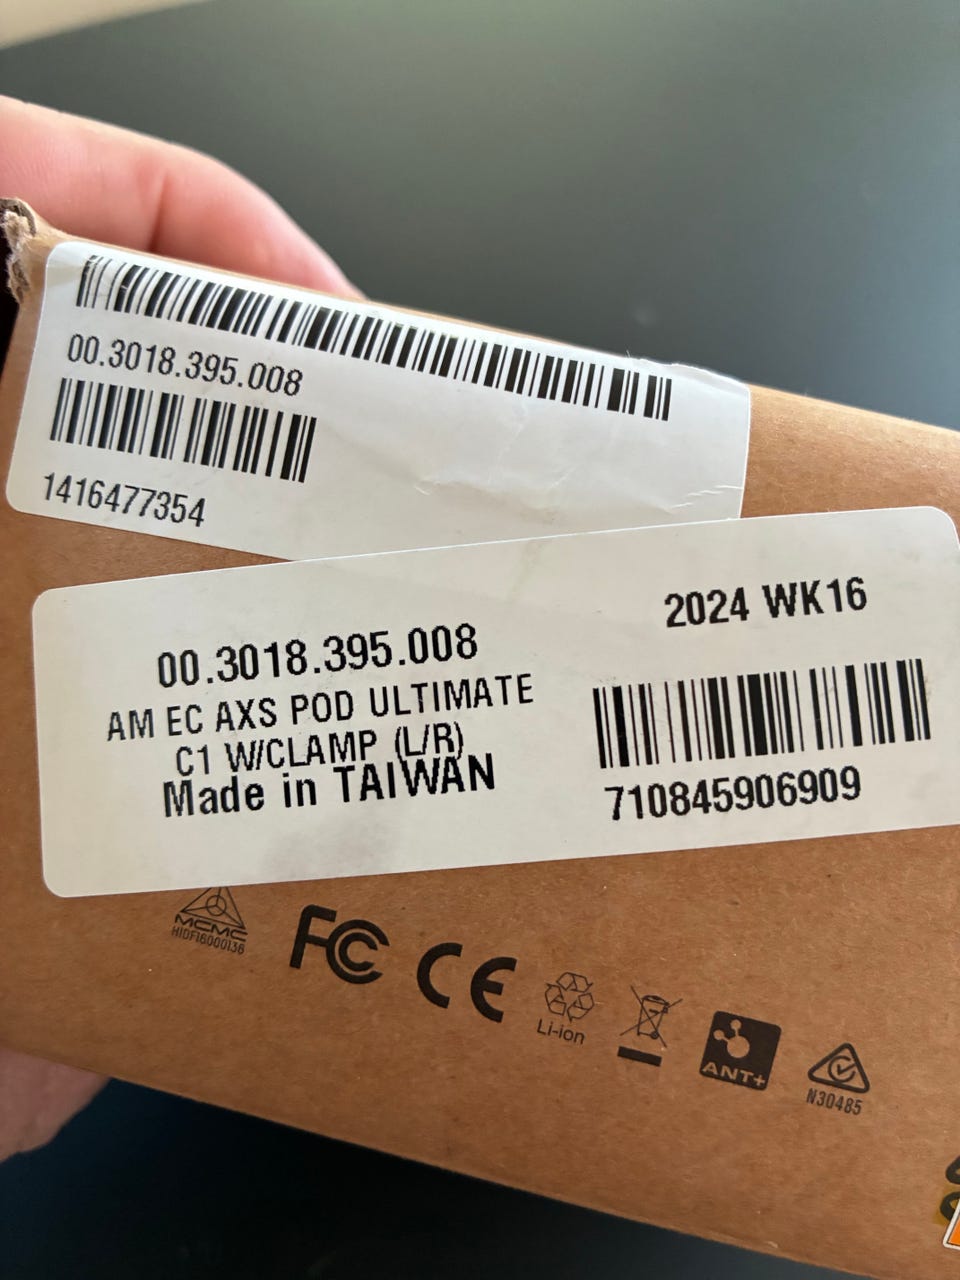 00.3018.395.008
1416477354
2024 WK16
00.3018.395.008
AM EC AXS POD ULTIMATE
C1 W/CLAMP (L/R)
Made in TAIWAN
710845906909
MCMC
HIDF16000136
FC
CE
Li-ion
ANT+
N30485